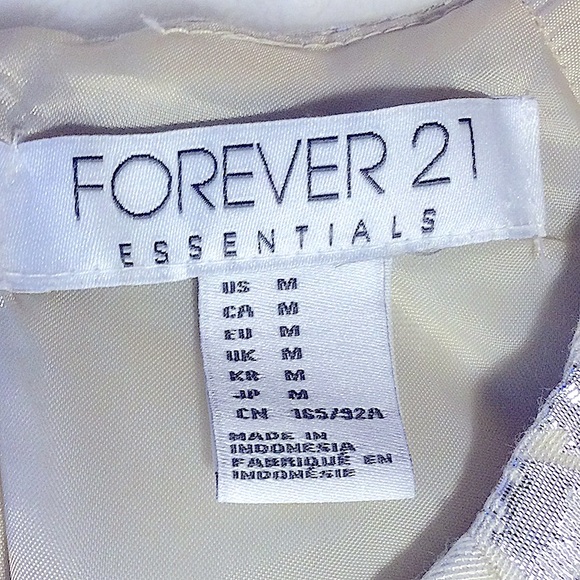 FOREVER 21
ESSENTIALS
US M
CA M
EU M
UK M
KR M
JP M
CN 165/92A
MADE IN
INDONESIA
FABRIQUÉ EN
INDONÉSIE